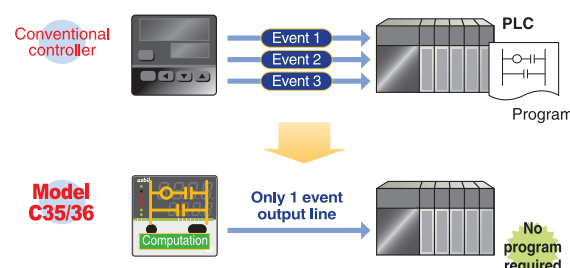 Conventional
controller
Event 1
Event 2
Event 3
PLC
Program
Model
C35/36
azbil
Computation
Only 1 event
output line
No
program
required